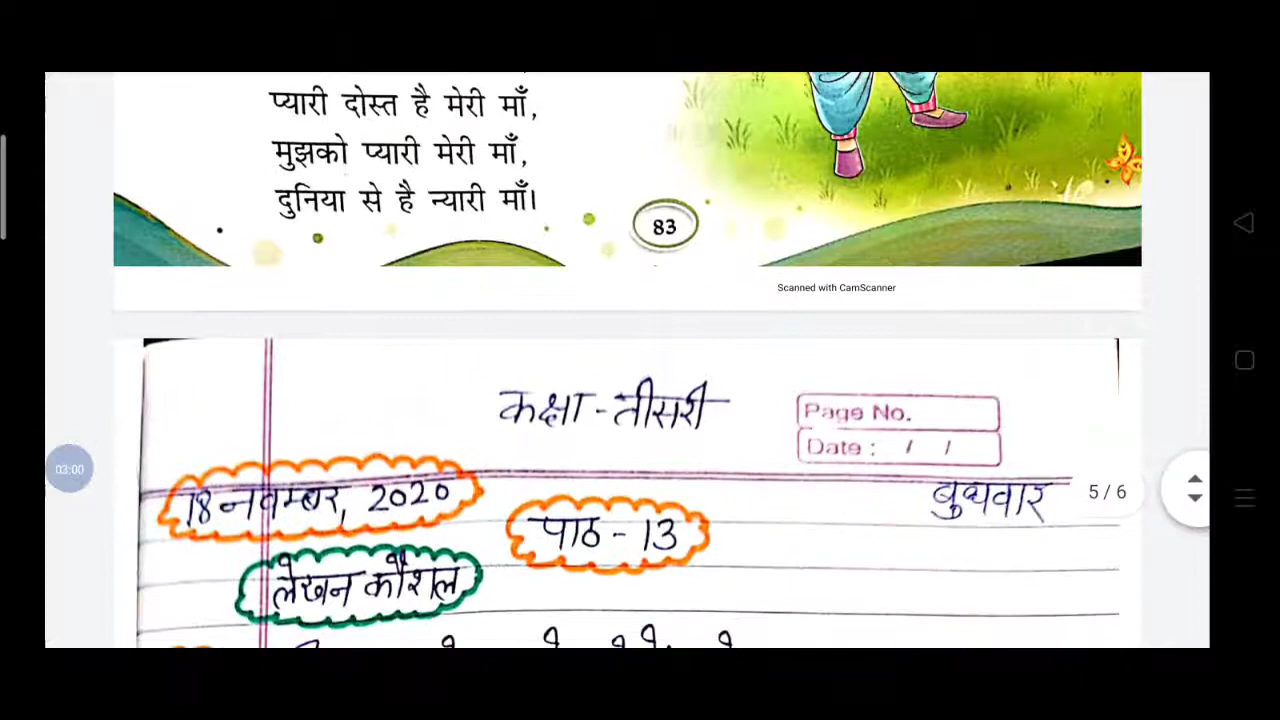 प्यारी दोस्त है मेरी माँ,
मुझको प्यारी मेरी माँ,
दुनिया से है न्यारी माँ।
83
Scanned with CamScanner
कक्षा - तीसरी
Page No.
Date : / /
18 नवम्बर, 2020
बुधवार
5 / 6
03:00
पाठ - 13
लेखन कौशल